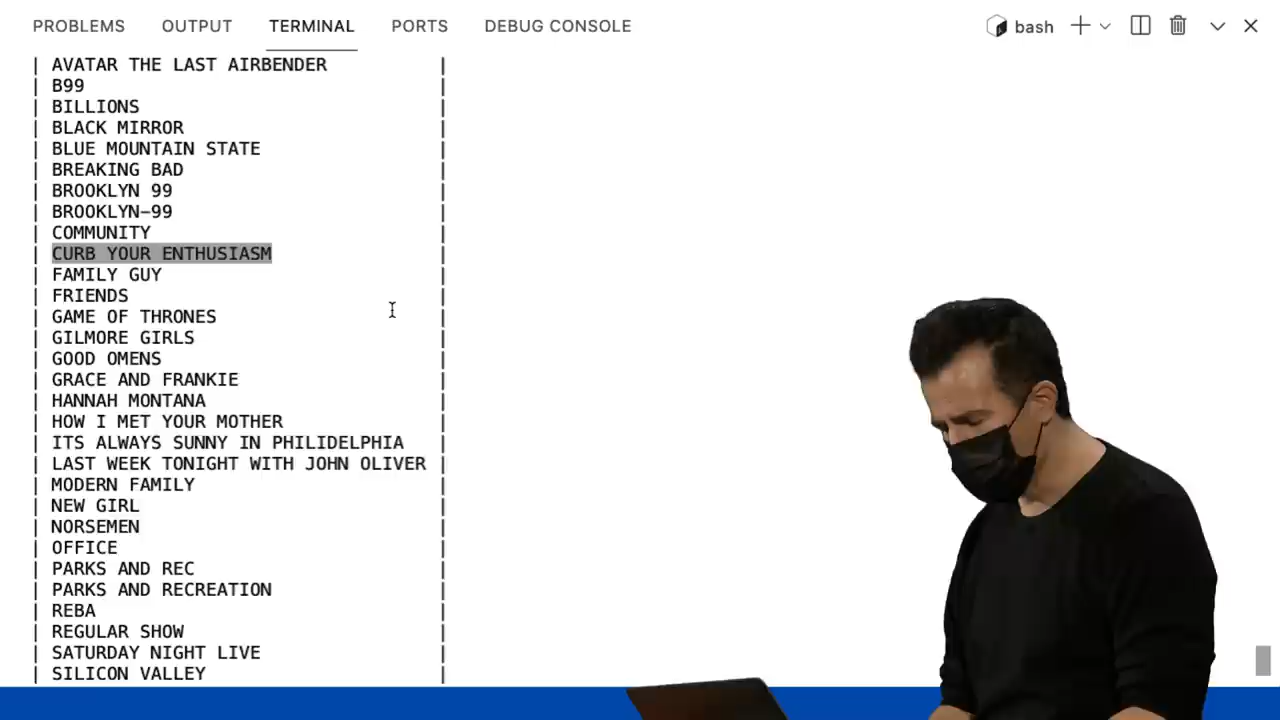 PROBLEMS OUTPUT TERMINAL PORTS DEBUG CONSOLE bash
| AVATAR THE LAST AIRBENDER |
| B99 |
| BILLIONS |
| BLACK MIRROR |
| BLUE MOUNTAIN STATE |
| BREAKING BAD |
| BROOKLYN 99 |
| BROOKLYN-99 |
| COMMUNITY |
| CURB YOUR ENTHUSIASM |
| FAMILY GUY |
| FRIENDS |
| GAME OF THRONES |
| GILMORE GIRLS |
| GOOD OMENS |
| GRACE AND FRANKIE |
| HANNAH MONTANA |
| HOW I MET YOUR MOTHER |
| ITS ALWAYS SUNNY IN PHILIDELPHIA |
| LAST WEEK TONIGHT WITH JOHN OLIVER |
| MODERN FAMILY |
| NEW GIRL |
| NORSEMEN |
| OFFICE |
| PARKS AND REC |
| PARKS AND RECREATION |
| REBA |
| REGULAR SHOW |
| SATURDAY NIGHT LIVE |
| SILICON VALLEY |